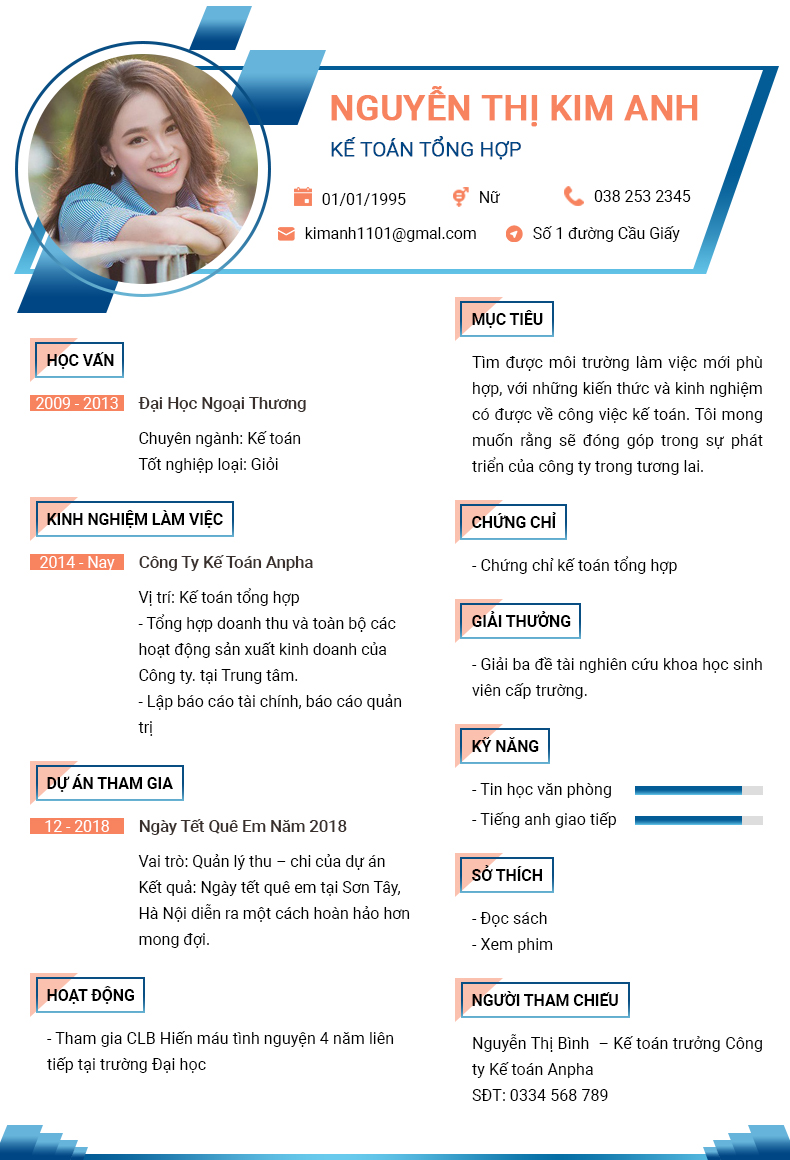 NGUYỄN THỊ KIM ANH
KẾ TOÁN TỔNG HỢP
01/01/1995
Nữ
038 253 2345
kimanh1101@gmal.com
Số 1 đường Cầu Giấy
HỌC VẤN
2009 - 2013
Đại Học Ngoại Thương
Chuyên ngành: Kế toán
Tốt nghiệp loại: Giỏi
KINH NGHIỆM LÀM VIỆC
2014 - Nay
Công Ty Kế Toán Anpha
Vị trí: Kế toán tổng hợp
- Tổng hợp doanh thu và toàn bộ các
hoạt động sản xuất kinh doanh của
Công ty. tại Trung tâm.
- Lập báo cáo tài chính, báo cáo quản
trị
DỰ ÁN THAM GIA
12 - 2018
Ngày Tết Quê Em Năm 2018
Vai trò: Quản lý thu – chi của dự án
Kết quả: Ngày tết quê em tại Sơn Tây,
Hà Nội diễn ra một cách hoàn hảo hơn
mong đợi.
HOẠT ĐỘNG
- Tham gia CLB Hiến máu tình nguyện 4 năm liên
tiếp tại trường Đại học
MỤC TIÊU
Tìm được môi trường làm việc mới phù
hợp, với những kiến thức và kinh nghiệm
có được về công việc kế toán. Tôi mong
muốn rằng sẽ đóng góp trong sự phát
triển của công ty trong tương lai.
CHỨNG CHỈ
- Chứng chỉ kế toán tổng hợp
GIẢI THƯỞNG
- Giải ba đề tài nghiên cứu khoa học sinh
viên cấp trường.
KỸ NĂNG
- Tin học văn phòng
- Tiếng anh giao tiếp
SỞ THÍCH
- Đọc sách
- Xem phim
NGƯỜI THAM CHIẾU
Nguyễn Thị Bình – Kế toán trưởng Công
ty Kế toán Anpha
SĐT: 0334 568 789